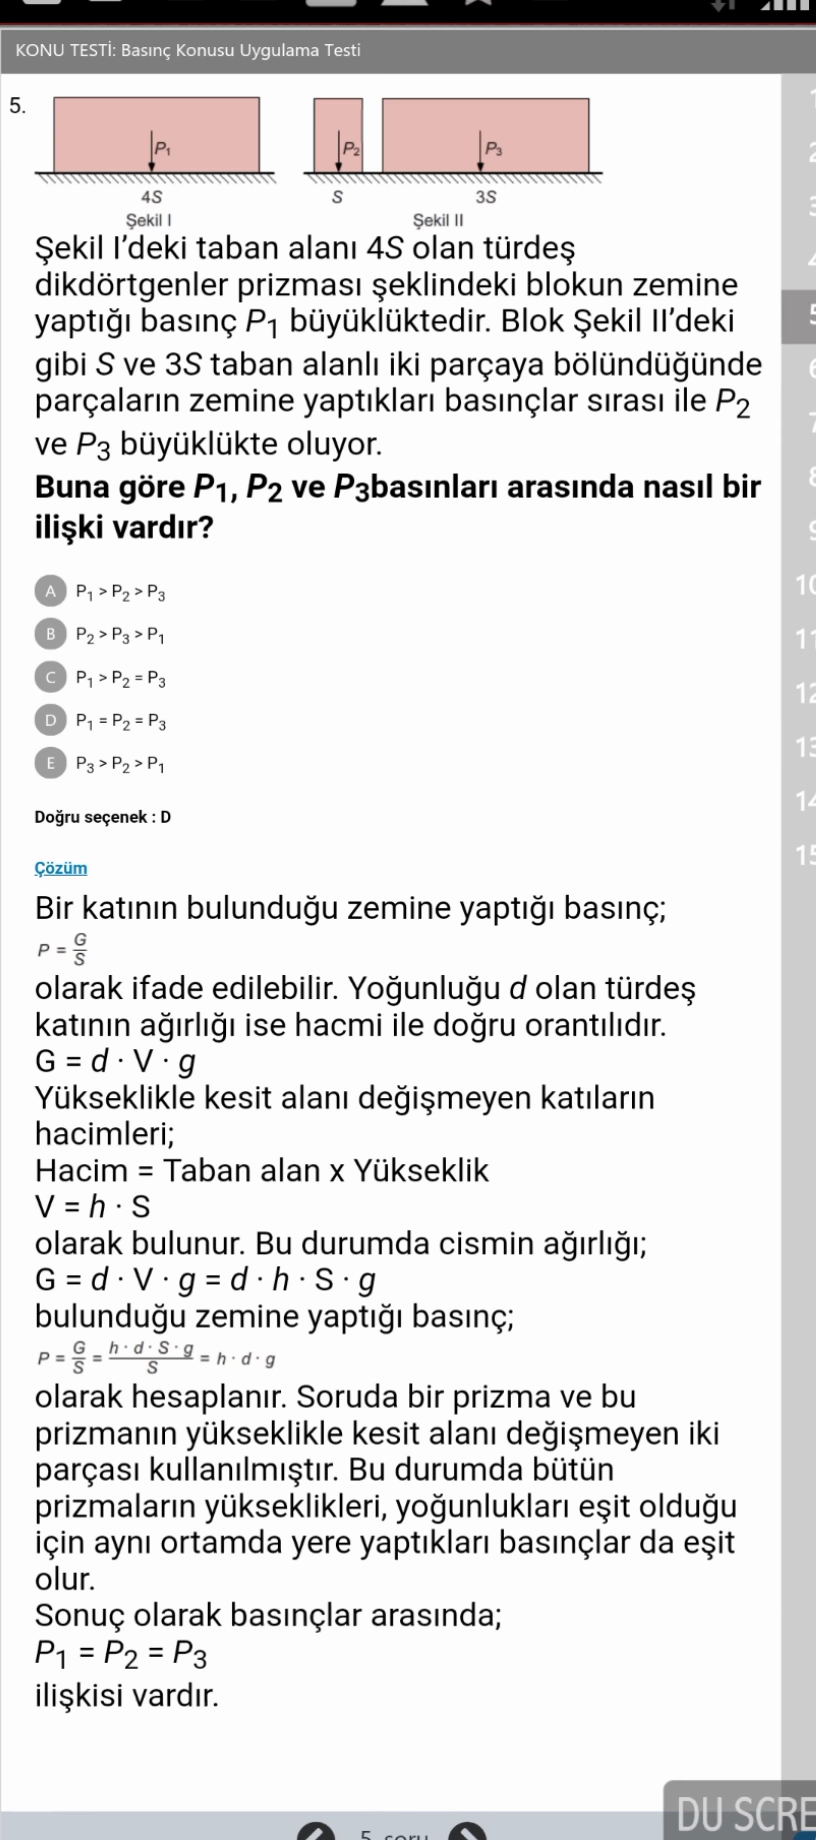 KONU TESTİ: Basınç Konusu Uygulama Testi
5.
P₁
P₂
P₃
4S
S
3S
Şekil I
Şekil II
Şekil I’deki taban alanı 4S olan türdeş
dikdörtgenler prizması şeklindeki blokun zemine
yaptığı basınç P₁ büyüklüktedir. Blok Şekil II’deki
gibi S ve 3S taban alanlı iki parçaya bölündüğünde
parçaların zemine yaptıkları basınçlar sırası ile P₂
ve P₃ büyüklükte oluyor.
Buna göre P₁, P₂ ve P₃basınları arasında nasıl bir
ilişki vardır?
A P₁ > P₂ > P₃
B P₂ > P₃ > P₁
C P₁ > P₂ = P₃
D P₁ = P₂ = P₃
E P₃ > P₂ > P₁
Doğru seçenek : D
Çözüm
Bir katının bulunduğu zemine yaptığı basınç;
P = G/S
olarak ifade edilebilir. Yoğunluğu d olan türdeş
katının ağırlığı ise hacmi ile doğru orantılıdır.
G = d · V · g
Yükseklikle kesit alanı değişmeyen katıların
hacimleri;
Hacim = Taban alan x Yükseklik
V = h · S
olarak bulunur. Bu durumda cismin ağırlığı;
G = d · V · g = d · h · S · g
bulunduğu zemine yaptığı basınç;
P = G/S = h · d · S · g/S = h · d · g
olarak hesaplanır. Soruda bir prizma ve bu
prizmanın yükseklikle kesit alanı değişmeyen iki
parçası kullanılmıştır. Bu durumda bütün
prizmaların yükseklikleri, yoğunlukları eşit olduğu
için aynı ortamda yere yaptıkları basınçlar da eşit
olur.
Sonuç olarak basınçlar arasında;
P₁ = P₂ = P₃
ilişkisi vardır.
5. soru
DU SCRE